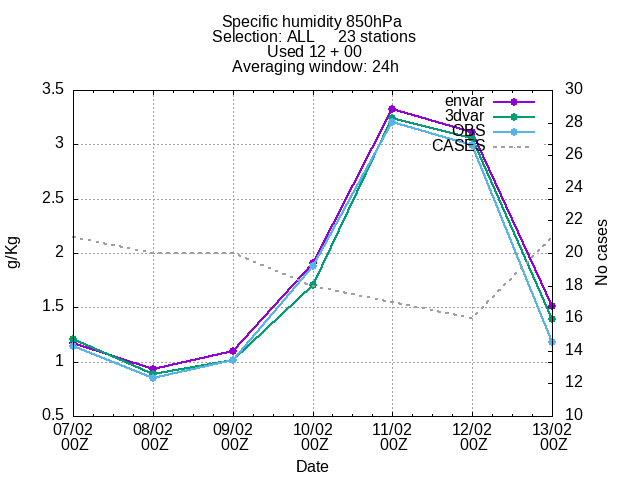 Specific humidity 850hPa
Selection: ALL 23 stations
Used 12 + 00
Averaging window: 24h
3.5
3
2.5
2
1.5
1
0.5
g/Kg
30
28
26
24
22
20
18
16
14
12
10
No cases
envar
3dvar
OBS
CASES
07/02 08/02 09/02 10/02 11/02 12/02 13/02
00Z 00Z 00Z 00Z 00Z 00Z 00Z
Date